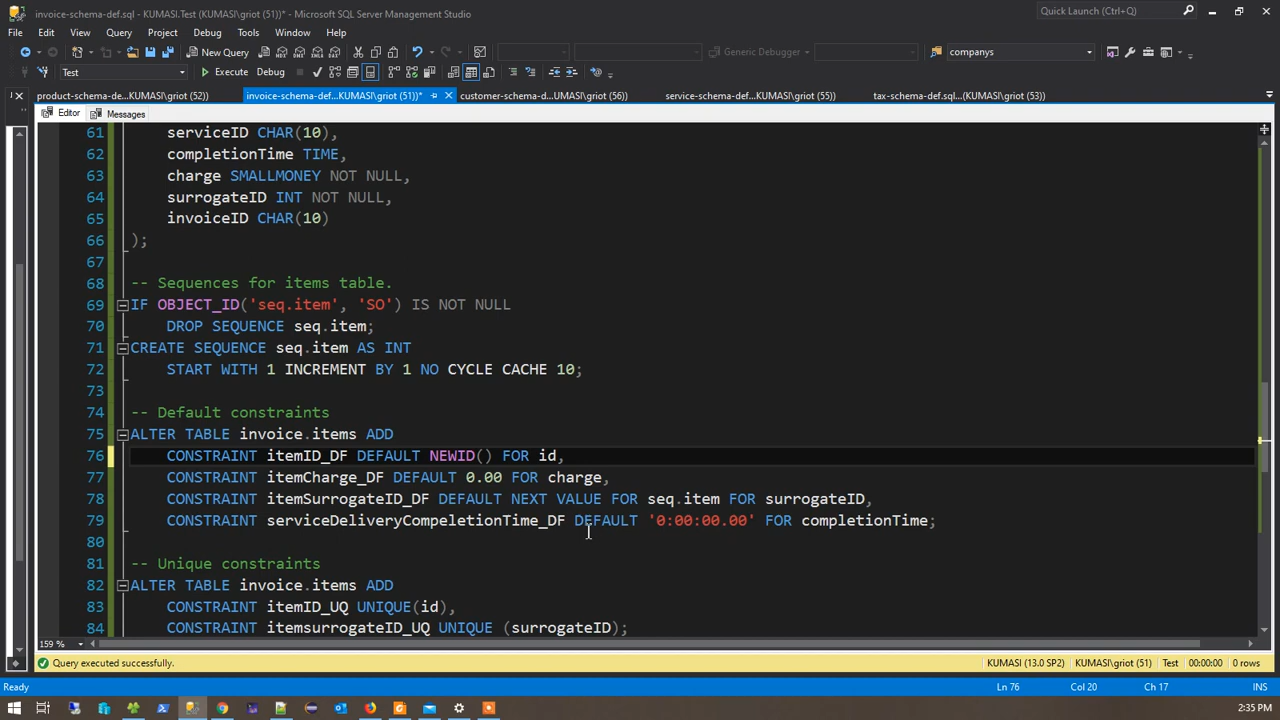 invoice-schema-def.sql - KUMASI.Test (KUMASI\griot (51))* - Microsoft SQL Server Management Studio
Quick Launch (Ctrl+Q)
File Edit View Query Project Debug Tools Window Help
New Query
Generic Debugger
companys
Test
Execute Debug
product-schema-de...KUMASI\griot (52))
invoice-schema-def...KUMASI\griot (51))*
customer-schema-d...UMASI\griot (56))
service-schema-def...KUMASI\griot (55))
tax-schema-def.sql...(KUMASI\griot (53))
Editor Messages
61 serviceID CHAR(10),
62 completionTime TIME,
63 charge SMALLMONEY NOT NULL,
64 surrogateID INT NOT NULL,
65 invoiceID CHAR(10)
66 );
67
68 -- Sequences for items table.
69 IF OBJECT_ID('seq.item', 'SO') IS NOT NULL
70 DROP SEQUENCE seq.item;
71 CREATE SEQUENCE seq.item AS INT
72 START WITH 1 INCREMENT BY 1 NO CYCLE CACHE 10;
73
74 -- Default constraints
75 ALTER TABLE invoice.items ADD
76 CONSTRAINT itemID_DF DEFAULT NEWID() FOR id,
77 CONSTRAINT itemCharge_DF DEFAULT 0.00 FOR charge,
78 CONSTRAINT itemSurrogateID_DF DEFAULT NEXT VALUE FOR seq.item FOR surrogateID,
79 CONSTRAINT serviceDeliveryCompeletionTime_DF DEFAULT '0:00:00.00' FOR completionTime;
80
81 -- Unique constraints
82 ALTER TABLE invoice.items ADD
83 CONSTRAINT itemID_UQ UNIQUE(id),
84 CONSTRAINT itemsurrogateID_UQ UNIQUE (surrogateID);
159 %
Query executed successfully.
KUMASI (13.0 SP2) KUMASI\griot (51) Test 00:00:00 0 rows
Ready
Ln 76 Col 20 Ch 17 INS
2:35 PM